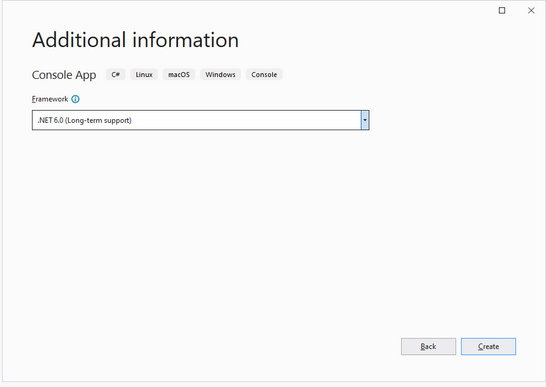 Additional information
Console App C# Linux macOS Windows Console
Framework
.NET 6.0 (Long-term support)
Back Create